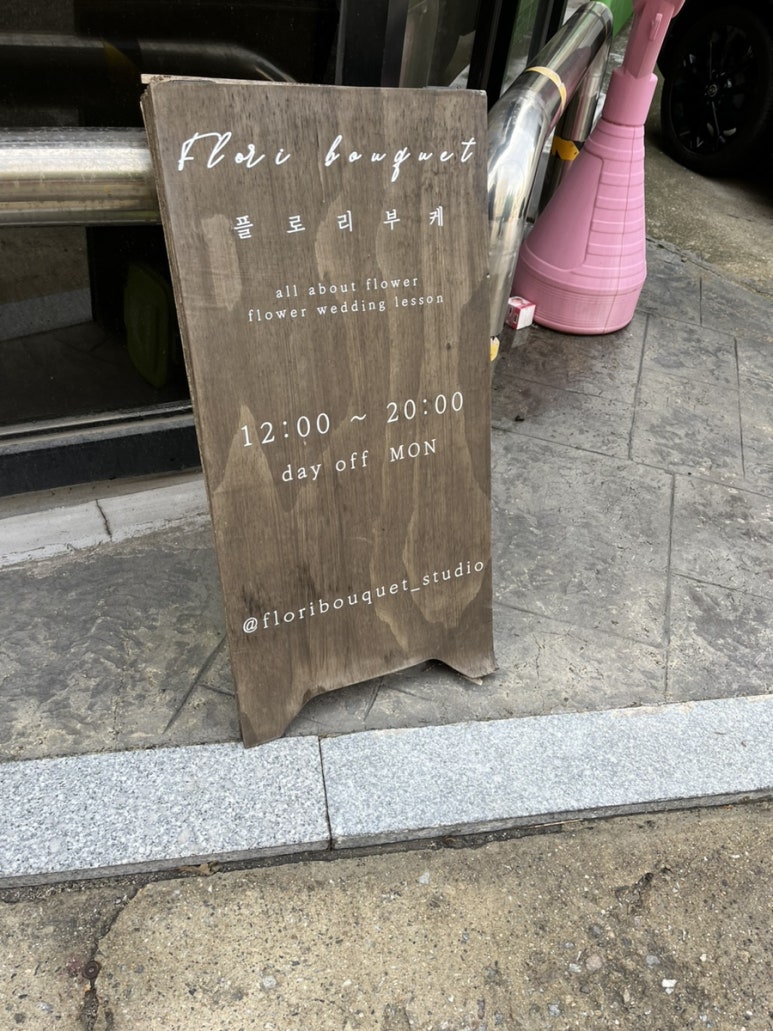 Flori bouquet
플로리부케
all about flower
flower wedding lesson
12:00 ~ 20:00
day off MON
@floribouquet_studio